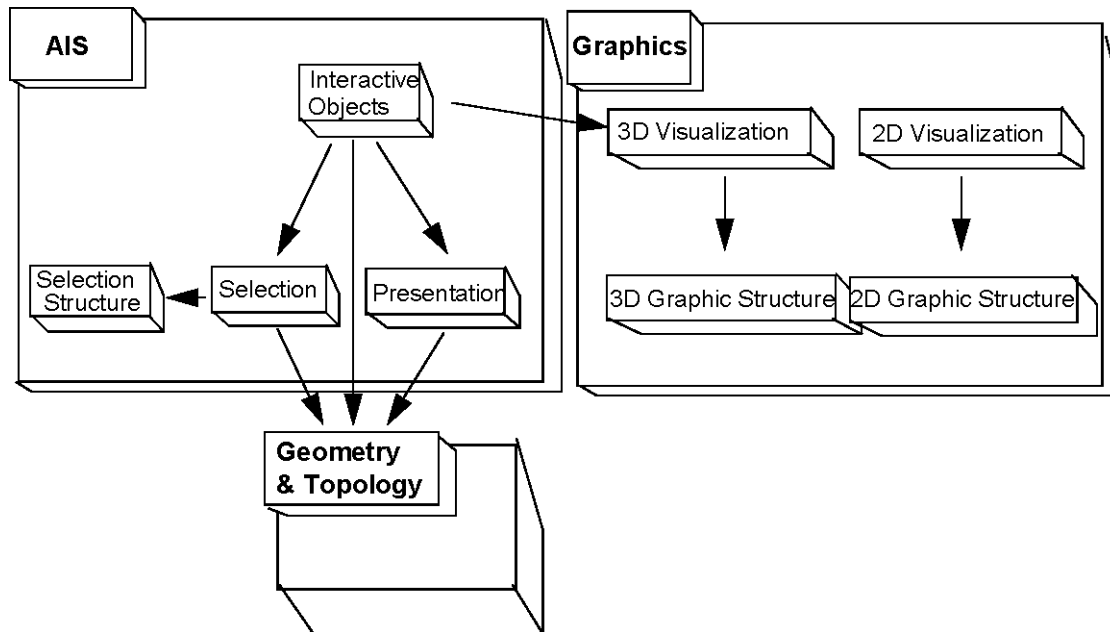 AIS
Graphics
Interactive
Objects
3D Visualization
2D Visualization
Selection
Structure
Selection
Presentation
3D Graphic Structure
2D Graphic Structure
Geometry
& Topology